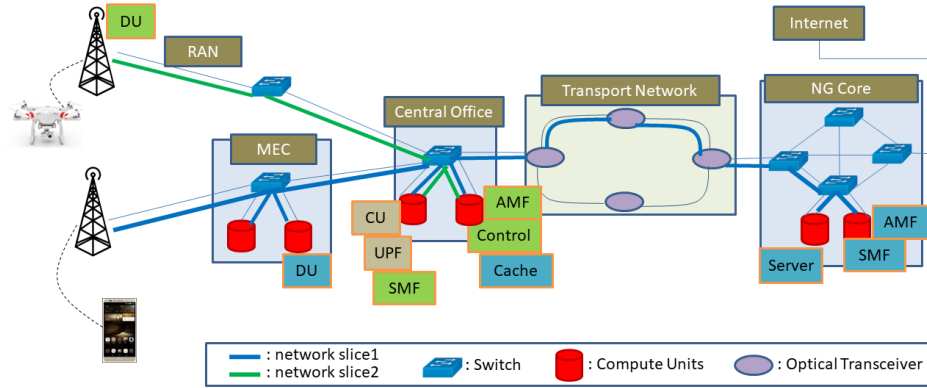 DU
RAN
Internet
Central Office
Transport Network
NG Core
MEC
CU
UPF
SMF
AMF
Control
Cache
DU
Server
AMF
SMF
: network slice1
: network slice2
: Switch
: Compute Units
: Optical Transceiver